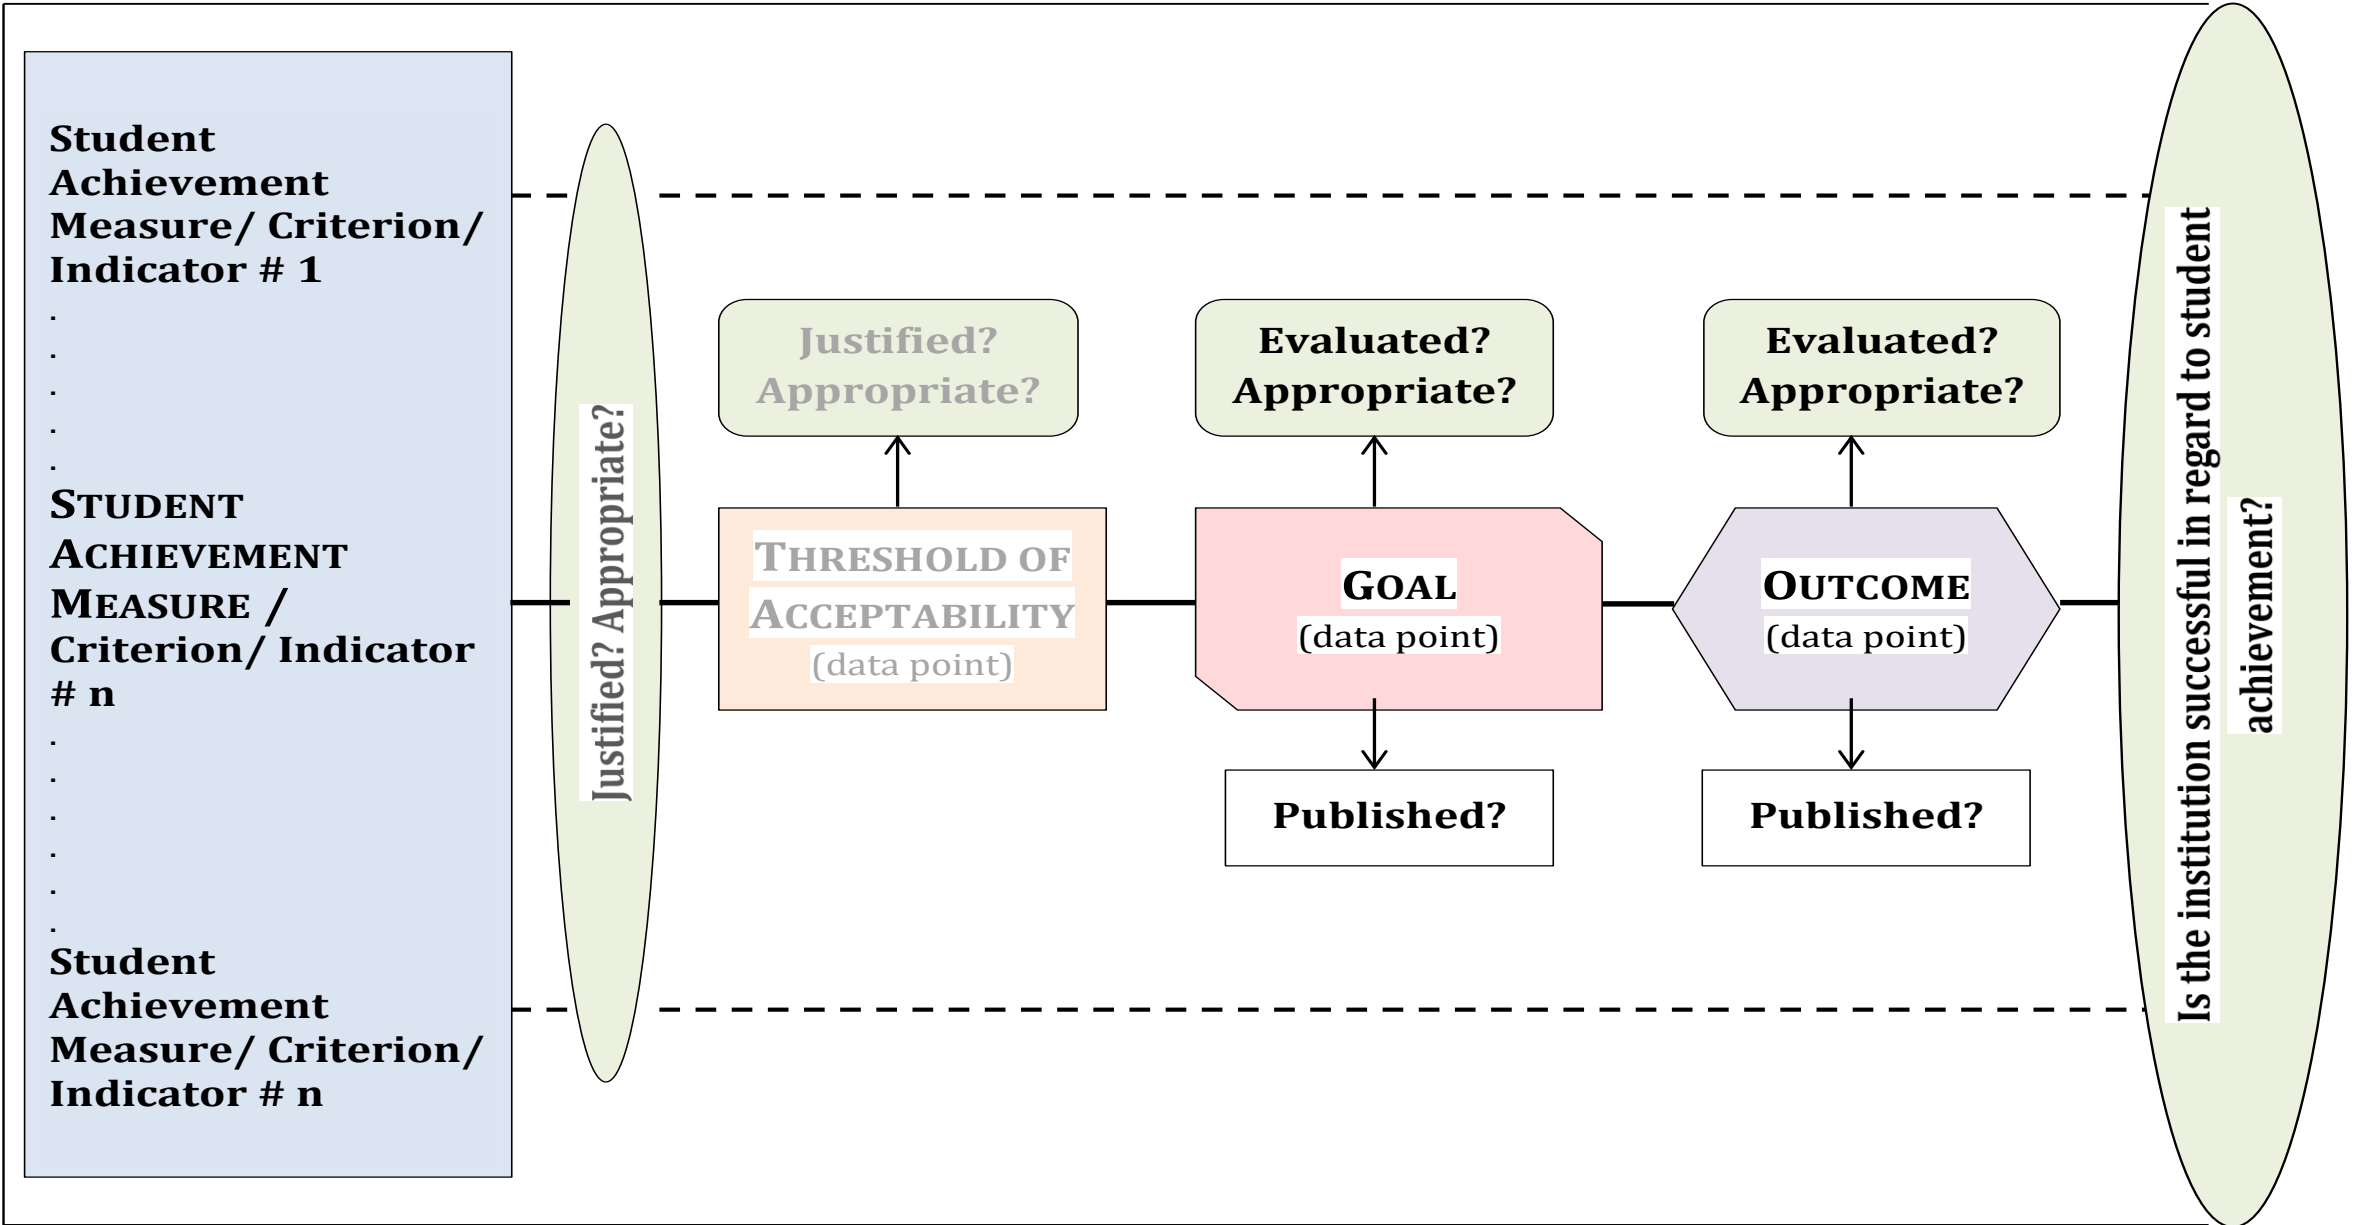 Student
Achievement
Measure/ Criterion/
Indicator # 1
.
.
.
.
.
STUDENT
ACHIEVEMENT
MEASURE /
Criterion/ Indicator
# n
.
.
.
.
.
.
Student
Achievement
Measure/ Criterion/
Indicator # n
Justified? Appropriate?
Justified?
Appropriate?
THRESHOLD OF
ACCEPTABILITY
(data point)
Evaluated?
Appropriate?
GOAL
(data point)
Published?
Evaluated?
Appropriate?
OUTCOME
(data point)
Published?
Is the institution successful in regard to student
achievement?